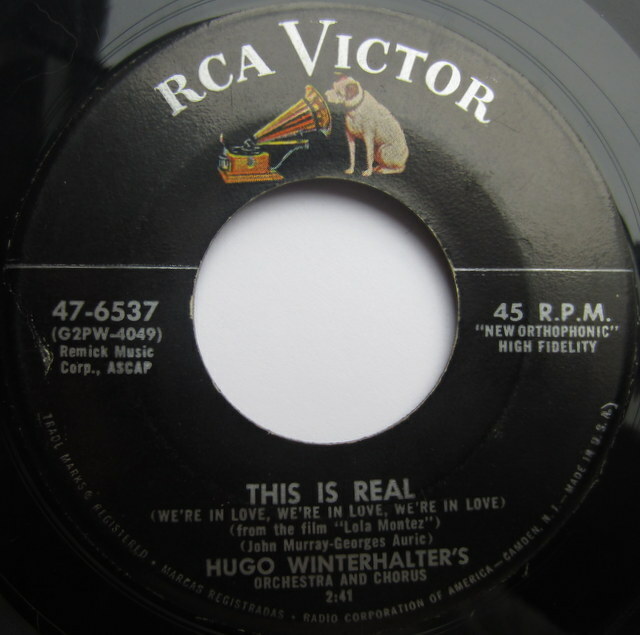 RCA VICTOR
47-6537
(G2PW-4049)
Remick Music
Corp., ASCAP
45 R.P.M.
"NEW ORTHOPHONIC"
HIGH FIDELITY
THIS IS REAL
(WE'RE IN LOVE, WE'RE IN LOVE, WE'RE IN LOVE)
(from the film "Lola Montez")
(John Murray-Georges Auric)
HUGO WINTERHALTER'S
ORCHESTRA AND CHORUS
2:41
TRADE MARKS ® REGISTERED • MARCAS REGISTRADAS • RADIO CORPORATION OF AMERICA—CAMDEN, N. J.—MADE IN U.S.A.